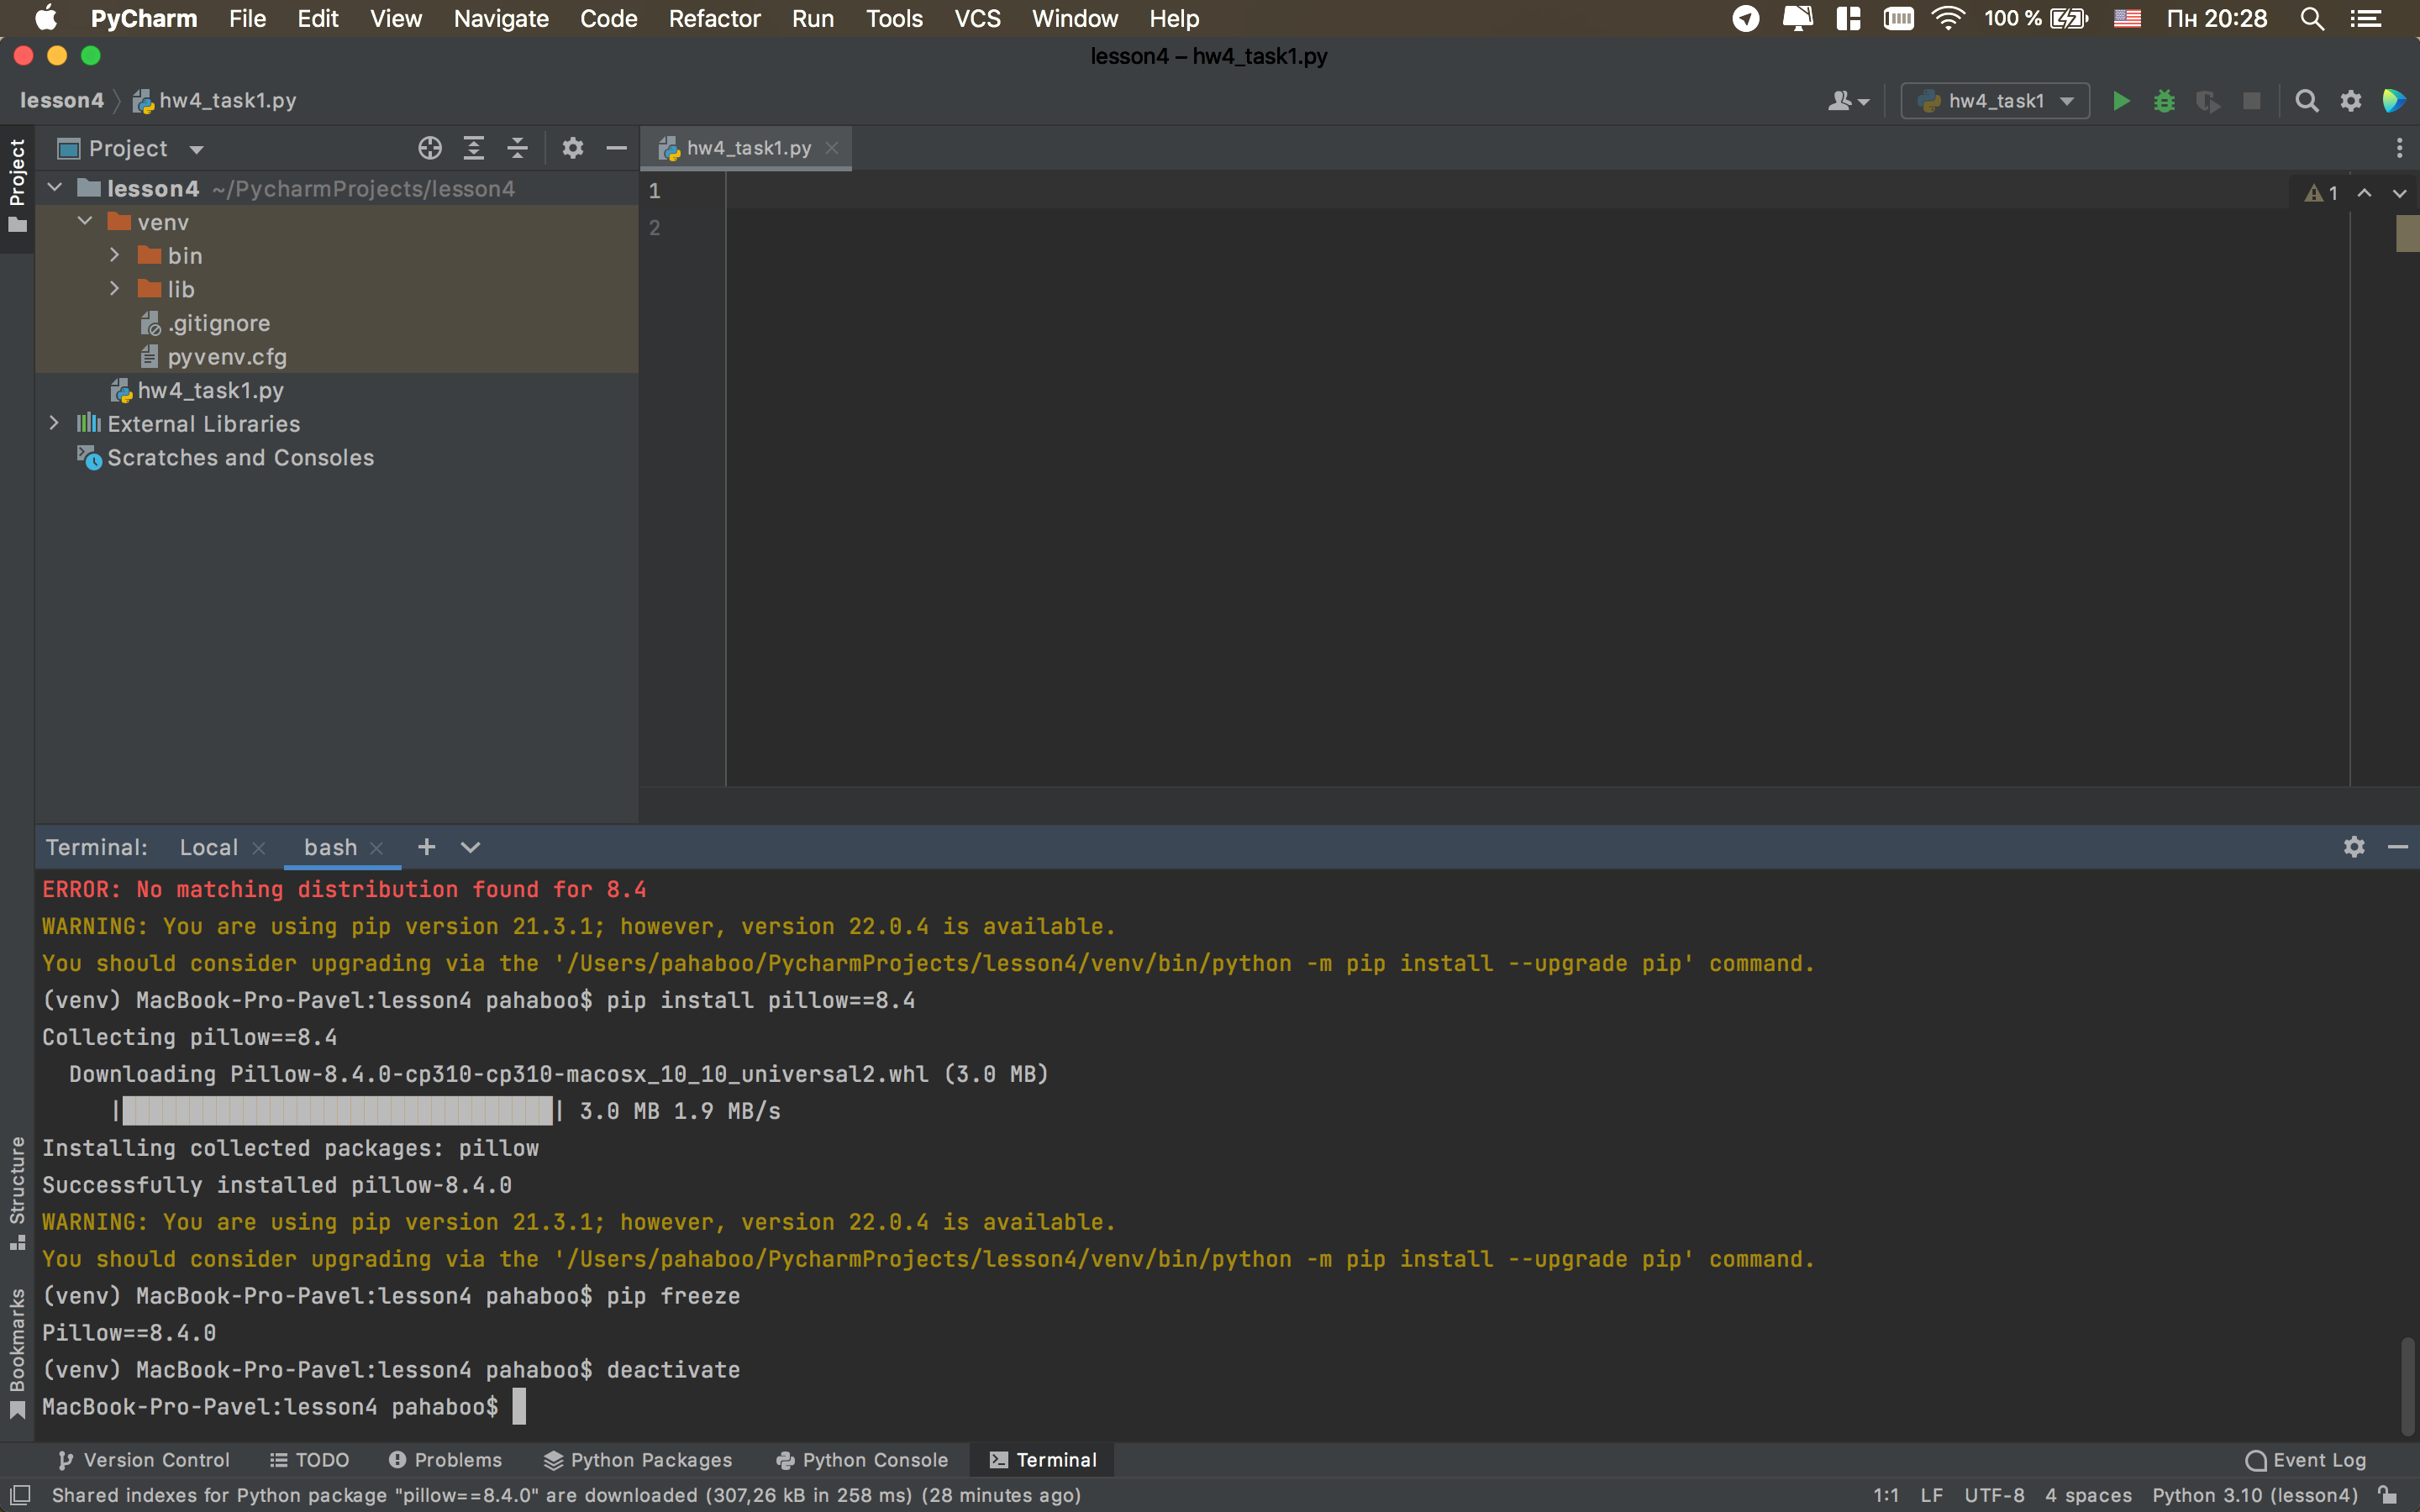 PyCharm File Edit View Navigate Code Refactor Run Tools VCS Window Help 100 % Пн 20:28
lesson4 – hw4_task1.py
lesson4 hw4_task1.py hw4_task1
Project Project hw4_task1.py
lesson4 ~/PycharmProjects/lesson4
venv
bin
lib
.gitignore
pyvenv.cfg
hw4_task1.py
External Libraries
Scratches and Consoles
1 1
2
Terminal: Local bash
ERROR: No matching distribution found for 8.4
WARNING: You are using pip version 21.3.1; however, version 22.0.4 is available.
You should consider upgrading via the '/Users/pahaboo/PycharmProjects/lesson4/venv/bin/python -m pip install --upgrade pip' command.
(venv) MacBook-Pro-Pavel:lesson4 pahaboo$ pip install pillow==8.4
Collecting pillow==8.4
Downloading Pillow-8.4.0-cp310-cp310-macosx_10_10_universal2.whl (3.0 MB)
| | 3.0 MB 1.9 MB/s
Installing collected packages: pillow
Successfully installed pillow-8.4.0
WARNING: You are using pip version 21.3.1; however, version 22.0.4 is available.
You should consider upgrading via the '/Users/pahaboo/PycharmProjects/lesson4/venv/bin/python -m pip install --upgrade pip' command.
(venv) MacBook-Pro-Pavel:lesson4 pahaboo$ pip freeze
Pillow==8.4.0
(venv) MacBook-Pro-Pavel:lesson4 pahaboo$ deactivate
MacBook-Pro-Pavel:lesson4 pahaboo$
Structure
Bookmarks
Version Control TODO Problems Python Packages Python Console Terminal Event Log
Shared indexes for Python package "pillow==8.4.0" are downloaded (307,26 kB in 258 ms) (28 minutes ago) 1:1 LF UTF-8 4 spaces Python 3.10 (lesson4)